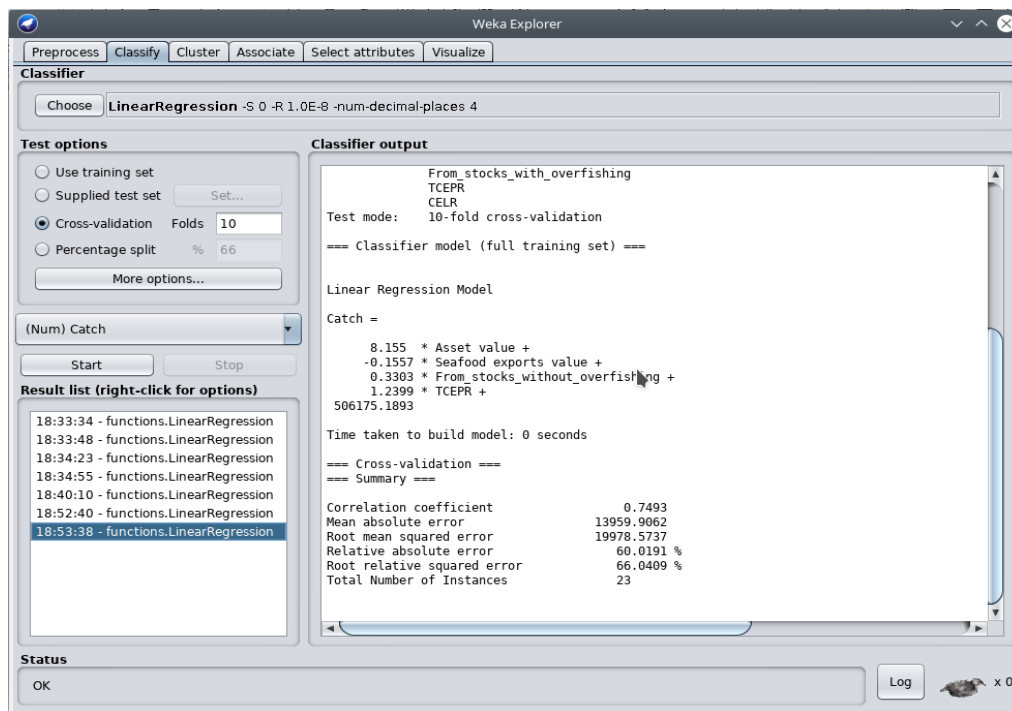 Weka Explorer
Preprocess Classify Cluster Associate Select attributes Visualize
Classifier
Choose LinearRegression -S 0 -R 1.0E-8 -num-decimal-places 4
Test options
Use training set
Supplied test set Set...
Cross-validation Folds 10
Percentage split % 66
More options...
(Num) Catch
Start Stop
Result list (right-click for options)
18:33:34 - functions.LinearRegression
18:33:48 - functions.LinearRegression
18:34:23 - functions.LinearRegression
18:34:55 - functions.LinearRegression
18:40:10 - functions.LinearRegression
18:52:40 - functions.LinearRegression
18:53:38 - functions.LinearRegression
Classifier output
From_stocks_with_overfishing
TCEPR
CELR
Test mode: 10-fold cross-validation
=== Classifier model (full training set) ===
Linear Regression Model
Catch =
8.155 * Asset value +
-0.1557 * Seafood exports value +
0.3303 * From_stocks_without_overfishing +
1.2399 * TCEPR +
506175.1893
Time taken to build model: 0 seconds
=== Cross-validation ===
=== Summary ===
Correlation coefficient 0.7493
Mean absolute error 13959.9062
Root mean squared error 19978.5737
Relative absolute error 60.0191 %
Root relative squared error 66.0409 %
Total Number of Instances 23
Status
OK
Log
x 0